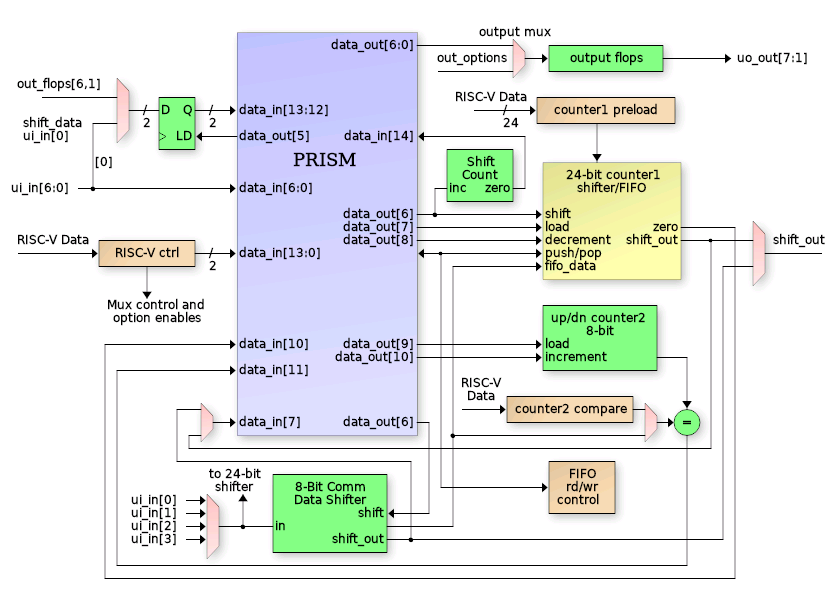 output mux
data_out[6:0]
out_options
output flops
uo_out[7:1]
out_flops[6,1]
RISC-V Data
24
counter1 preload
2
D Q
LD
2
data_in[13:12]
shift_data
ui_in[0]
data_out[5]
data_in[14]
PRISM
[0]
Shift
Count
inc zero
24-bit counter1
shifter/FIFO
ui_in[6:0]
data_in[6:0]
data_out[6]
shift
data_out[7]
load
zero
data_out[8]
decrement
shift_out
shift_out
push/pop
fifo_data
RISC-V Data
RISC-V ctrl
2
data_in[13:0]
Mux control and
option enables
up/dn counter2
8-bit
data_in[10]
data_out[9]
load
data_out[10]
increment
data_in[11]
RISC-V
Data
counter2 compare
data_in[7]
data_out[6]
=
to 24-bit
shifter
8-Bit Comm
Data Shifter
FIFO
rd/wr
control
ui_in[0]
ui_in[1]
ui_in[2]
ui_in[3]
shift
in
shift_out